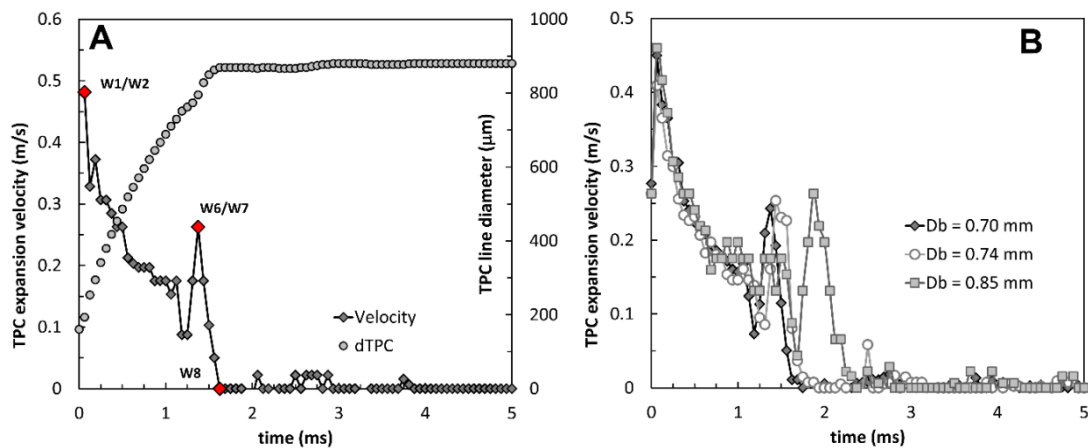 A
TPC expansion velocity (m/s)
0.6
0.5
0.4
0.3
0.2
0.1
0
W1/W2
W6/W7
W8
Velocity
dTPC
1000
800
600
400
200
0
TPC line diameter (µm)
0 1 2 3 4 5
time (ms)
B
TPC expansion velocity (m/s)
0.5
0.4
0.3
0.2
0.1
0
Db = 0.70 mm
Db = 0.74 mm
Db = 0.85 mm
0 1 2 3 4 5
time (ms)